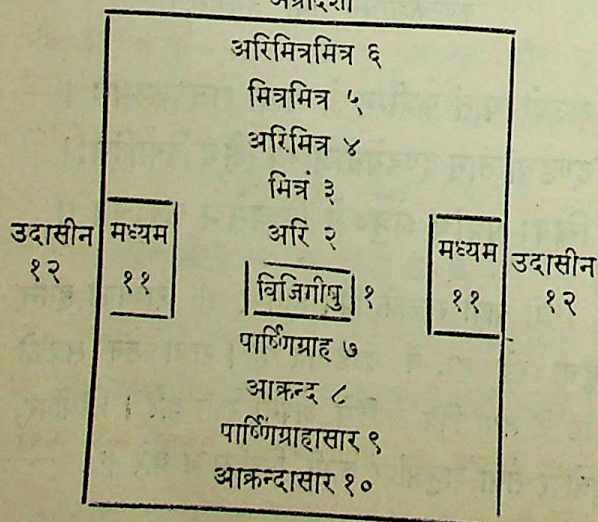 अरिमित्रमित्र ६
मित्रमित्र ५
अरिमित्र ४
मित्रं ३
अरि २
उदासीन १२
मध्यम ११
विजिगीषु १
मध्यम ११
उदासीन १२
पार्ष्णिग्राह ७
आक्रन्द ८
पार्ष्णिग्राहासार ९
आक्रन्दासार १०